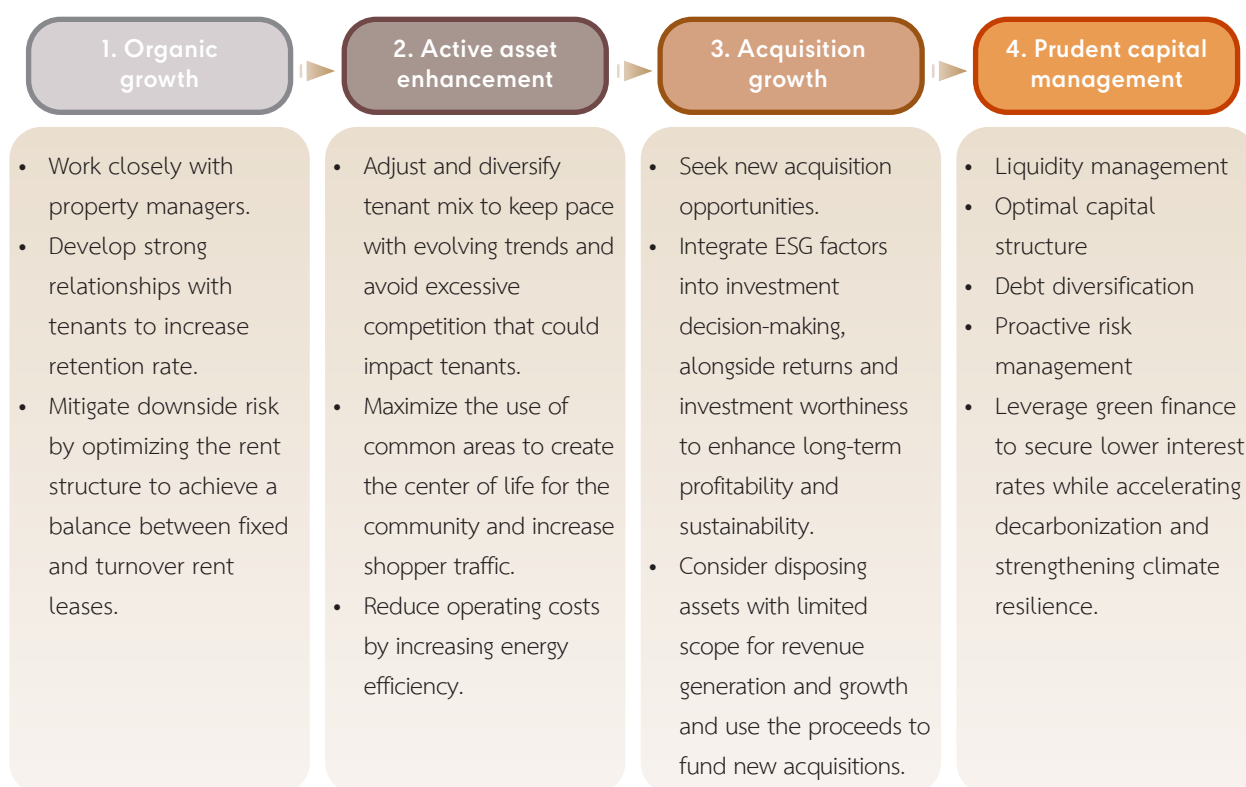 1. Organic
growth
2. Active asset
enhancement
3. Acquisition
growth
4. Prudent capital
management
• Work closely with
property managers.
• Develop strong
relationships with
tenants to increase
retention rate.
• Mitigate downside risk
by optimizing the rent
structure to achieve a
balance between fixed
and turnover rent
leases.
• Adjust and diversify
tenant mix to keep pace
with evolving trends and
avoid excessive
competition that could
impact tenants.
• Maximize the use of
common areas to create
the center of life for the
community and increase
shopper traffic.
• Reduce operating costs
by increasing energy
efficiency.
• Seek new acquisition
opportunities.
• Integrate ESG factors
into investment
decision-making,
alongside returns and
investment worthiness
to enhance long-term
profitability and
sustainability.
• Consider disposing
assets with limited
scope for revenue
generation and growth
and use the proceeds to
fund new acquisitions.
• Liquidity management
• Optimal capital
structure
• Debt diversification
• Proactive risk
management
• Leverage green finance
to secure lower interest
rates while accelerating
decarbonization and
strengthening climate
resilience.